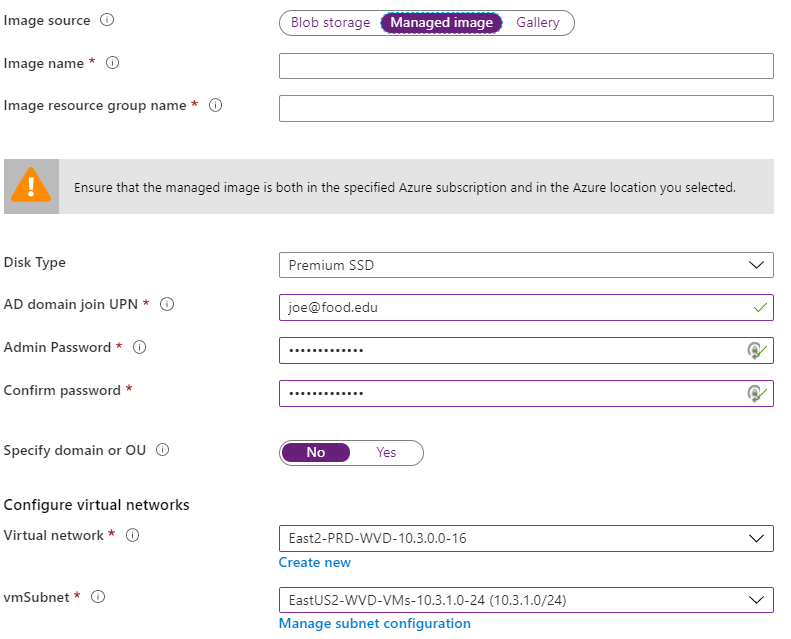 Image source Blob storage Managed image Gallery
Image name *
Image resource group name *
Ensure that the managed image is both in the specified Azure subscription and in the Azure location you selected.
Disk Type Premium SSD
AD domain join UPN * joe@food.edu
Admin Password * •••••••••••••
Confirm password * •••••••••••••
Specify domain or OU No Yes
Configure virtual networks
Virtual network * East2-PRD-WVD-10.3.0.0-16
Create new
vmSubnet * EastUS2-WVD-VMs-10.3.1.0-24 (10.3.1.0/24)
Manage subnet configuration